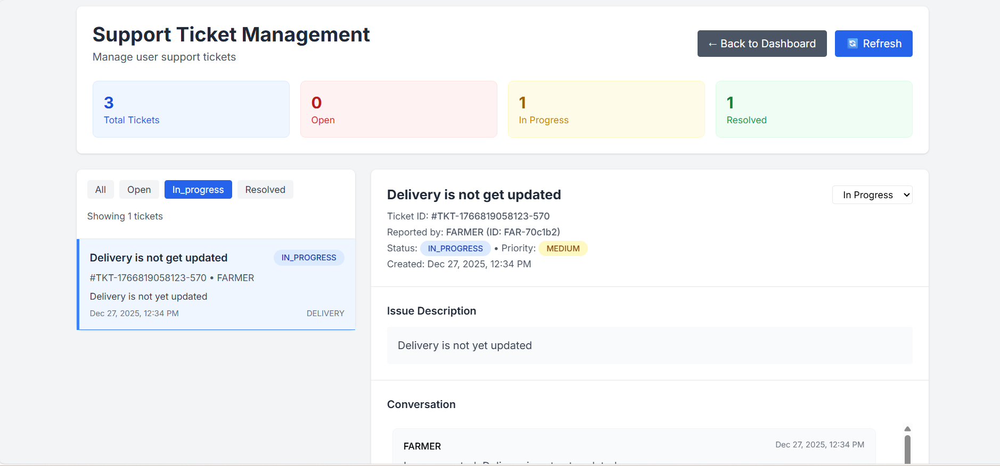 Support Ticket Management
Manage user support tickets
← Back to Dashboard
Refresh
3
Total Tickets
0
Open
1
In Progress
1
Resolved
All
Open
In_progress
Resolved
Showing 1 tickets
Delivery is not get updated
IN_PROGRESS
#TKT-1766819058123-570 • FARMER
Delivery is not yet updated
Dec 27, 2025, 12:34 PM
DELIVERY
Delivery is not get updated
In Progress
Ticket ID: #TKT-1766819058123-570
Reported by: FARMER (ID: FAR-70c1b2)
Status: IN_PROGRESS • Priority: MEDIUM
Created: Dec 27, 2025, 12:34 PM
Issue Description
Delivery is not yet updated
Conversation
FARMER
Dec 27, 2025, 12:34 PM